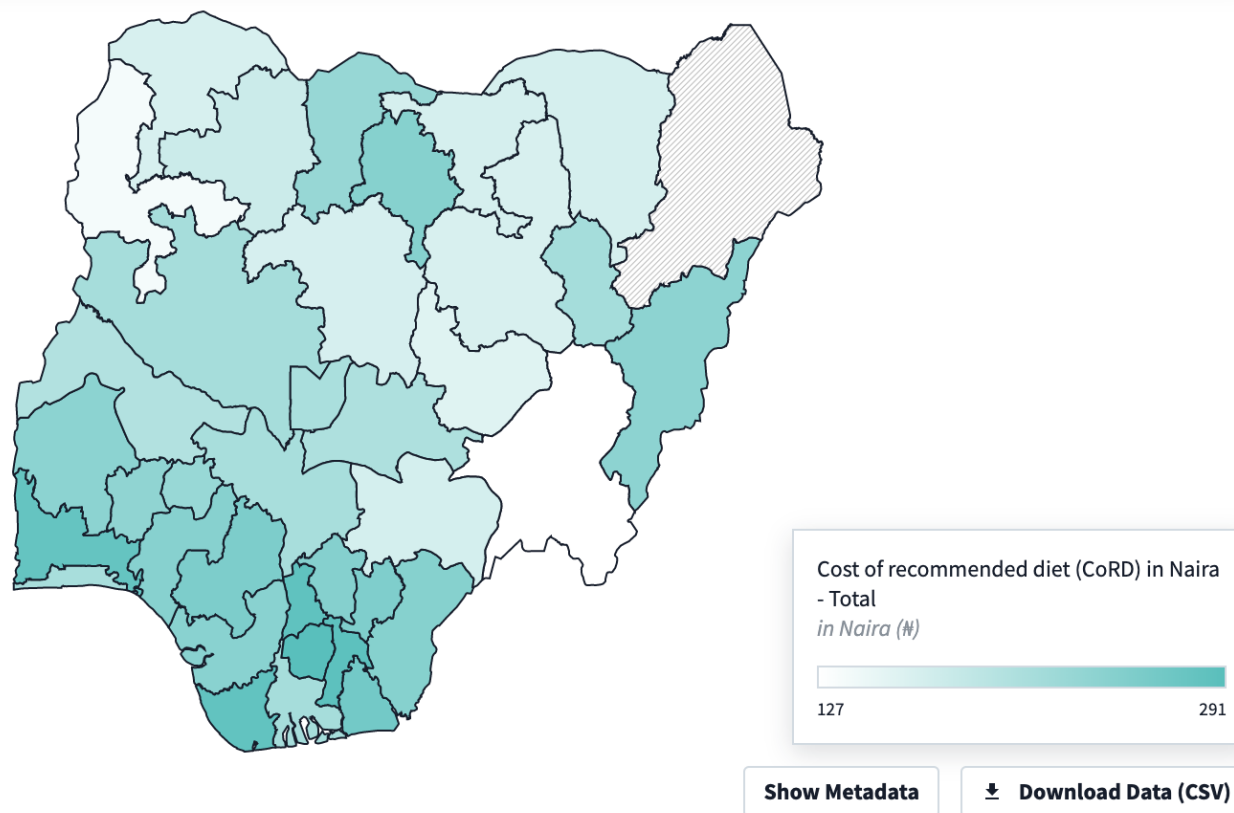 Cost of recommended diet (CoRD) in Naira
- Total
in Naira (₦)
127 291
Show Metadata Download Data (CSV)